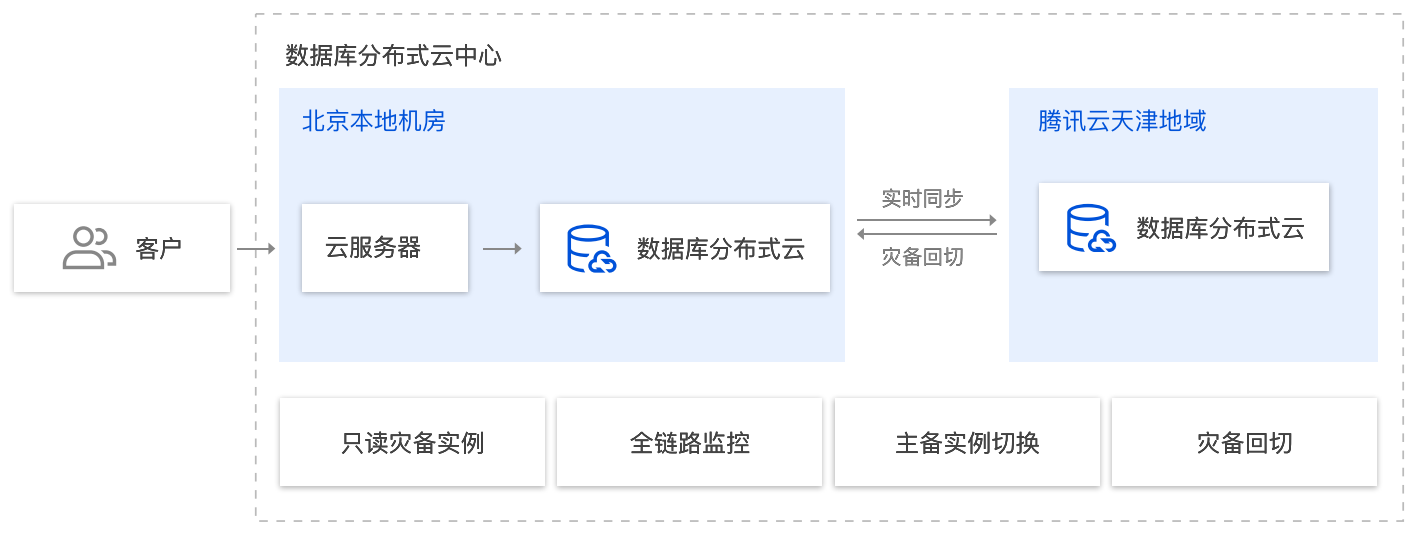 数据库分布式云中心
北京本地机房
腾讯云天津地域
客户
云服务器
数据库分布式云
实时同步
灾备回切
数据库分布式云
只读灾备实例
全链路监控
主备实例切换
灾备回切